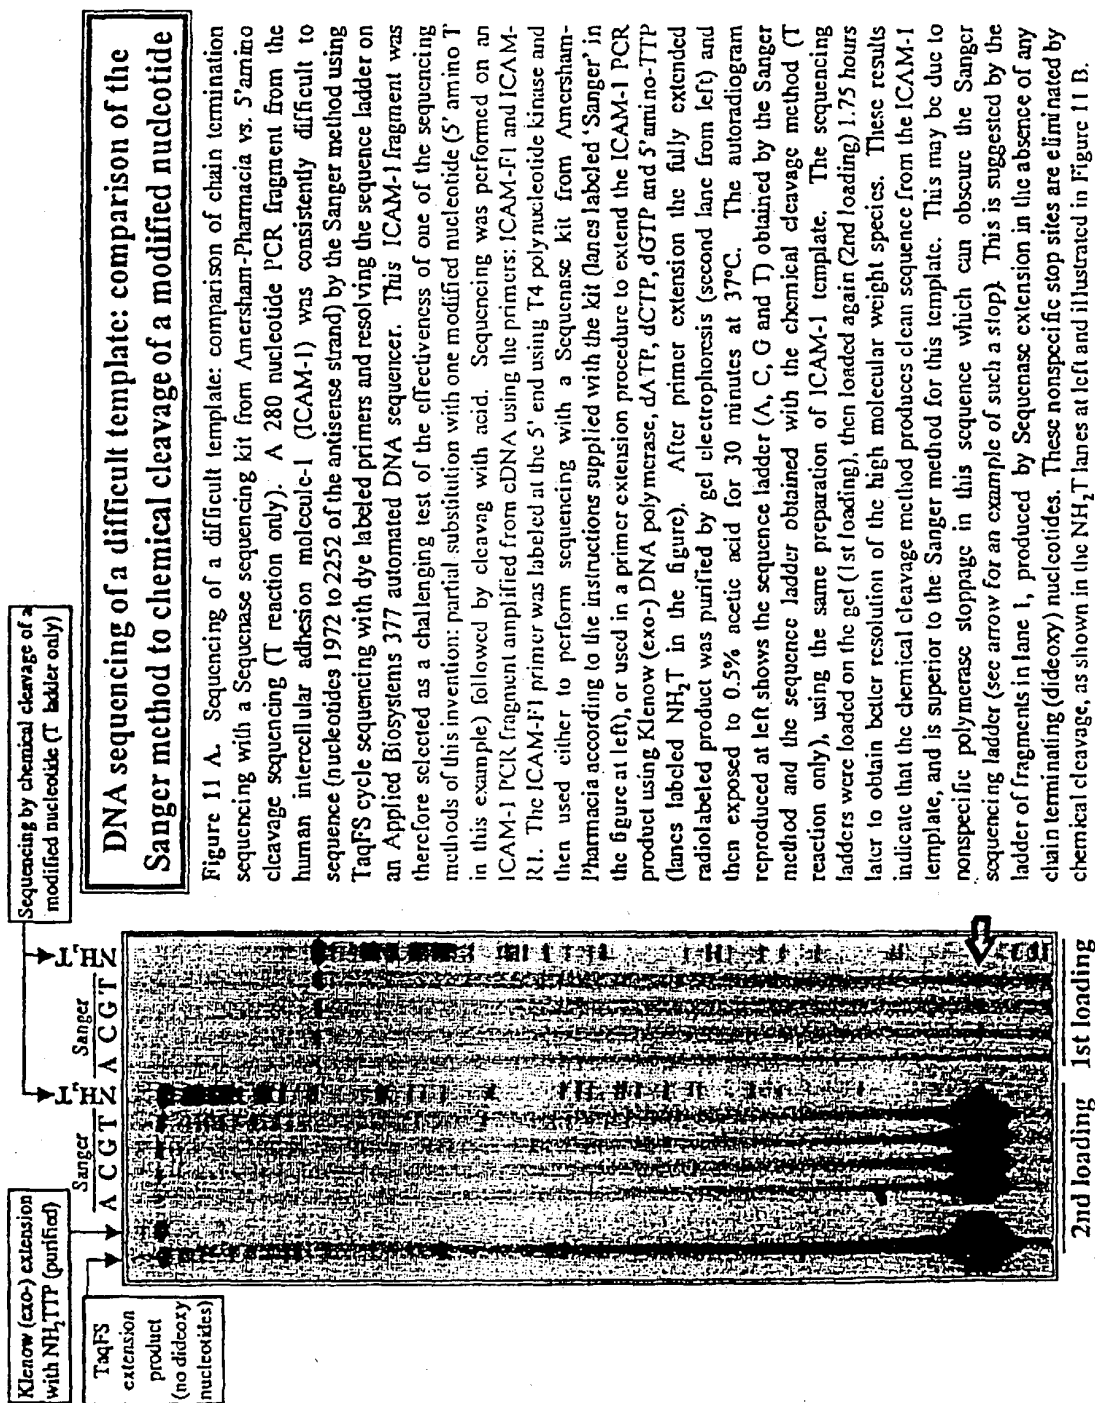 DNA sequencing of a difficult template: comparison of the
Sanger method to chemical cleavage of a modified nucleotide
Figure 11 A. Sequencing of a difficult template: comparison of chain termination
sequencing with a Sequenase sequencing kit from Amersham-Pharmacia vs. 5'amino
cleavage sequencing (T reaction only). A 280 nucleotide PCR fragment from the
human intercellular adhesion molecule-1 (ICAM-1) was consistently difficult to
sequence (nucleotides 1972 to 2252 of the antisense strand) by the Sanger method using
TaqFS cycle sequencing with dye labeled primers and resolving the sequence ladder on
an Applied Biosystems 377 automated DNA sequencer. This ICAM-1 fragment was
therefore selected as a challenging test of the effectiveness of one of the sequencing
methods of this invention: partial substitution with one modified nucleotide (5' amino T
in this example) followed by cleavag with acid. Sequencing was performed on an
ICAM-1 PCR fragment amplified from cDNA using the primers: ICAM-F1 and ICAM-
R1. The ICAM-F1 primer was labeled at the 5' end using T4 polynucleotide kinase and
then used either to perform sequencing with a Sequenase kit from Amersham-
Pharmacia according to the instructions supplied with the kit (lanes labeled 'Sanger' in
the figure at left), or used in a primer extension procedure to extend the ICAM-1 PCR
product using Klenow (exo-) DNA polymerase, dATP, dCTP, dGTP and 5' amino-TTP
(lanes labeled NH₂T in the figure). After primer extension the fully extended
radiolabeled product was purified by gel electrophoresis (second lane from left) and
then exposed to 0.5% acetic acid for 30 minutes at 37°C. The autoradiogram
reproduced at left shows the sequence ladder (A, C, G and T) obtained by the Sanger
method and the sequence ladder obtained with the chemical cleavage method (T
reaction only), using the same preparation of ICAM-1 template. The sequencing
ladders were loaded on the gel (1st loading), then loaded again (2nd loading) 1.75 hours
later to obtain better resolution of the high molecular weight species. These results
indicate that the chemical cleavage method produces clean sequence from the ICAM-1
template, and is superior to the Sanger method for this template. This may be due to
nonspecific polymerase stoppage in this sequence which can obscure the Sanger
sequencing ladder (see arrow for an example of such a stop). This is suggested by the
ladder of fragments in lane 1, produced by Sequenase extension in the absence of any
chain terminating (dideoxy) nucleotides. These nonspecific stop sites are eliminated by
chemical cleavage, as shown in the NH₂T lanes at left and illustrated in Figure 11 B.
Klenow (exo-) extension
with NH₂TTP (purified)
TaqFS
extension
product
(no dideoxy
nucleotides)
Sequencing by chemical cleavage of a
modified nucleotide (T ladder only)
Sanger
A C G T
NH₂T
Sanger
A C G T
NH₂T
2nd loading
1st loading